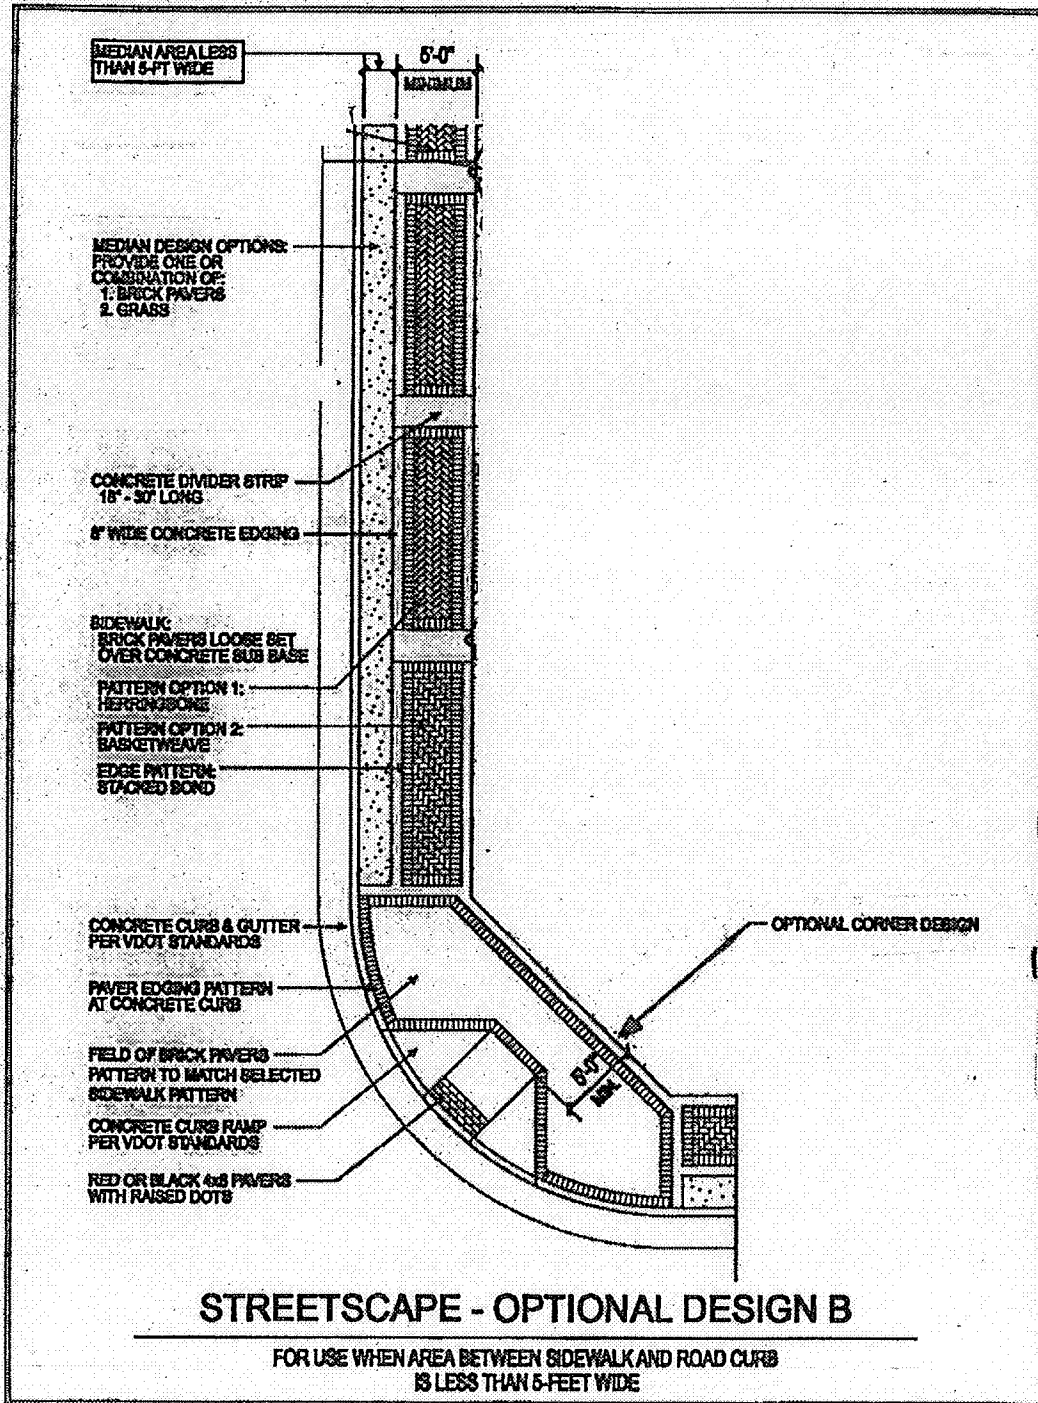 MEDIAN AREA LESS
THAN 5-FT WIDE
5'-0"
MINIMUM
MEDIAN DESIGN OPTIONS:
PROVIDE ONE OR
COMBINATION OF:
1. BRICK PAVERS
2. GRASS
CONCRETE DIVIDER STRIP
18" - 30" LONG
8" WIDE CONCRETE EDGING
SIDEWALK:
BRICK PAVERS LOOSE SET
OVER CONCRETE SUB BASE
PATTERN OPTION 1:
HERRINGBONE
PATTERN OPTION 2:
BASKETWEAVE
EDGE PATTERN:
STACKED BOND
CONCRETE CURB & GUTTER
PER VDOT STANDARDS
OPTIONAL CORNER DESIGN
PAVER EDGING PATTERN
AT CONCRETE CURB
FIELD OF BRICK PAVERS
PATTERN TO MATCH SELECTED
SIDEWALK PATTERN
5'-0"
MIN.
CONCRETE CURB RAMP
PER VDOT STANDARDS
RED OR BLACK 4x8 PAVERS
WITH RAISED DOTS
STREETSCAPE - OPTIONAL DESIGN B
FOR USE WHEN AREA BETWEEN SIDEWALK AND ROAD CURB
IS LESS THAN 5-FEET WIDE